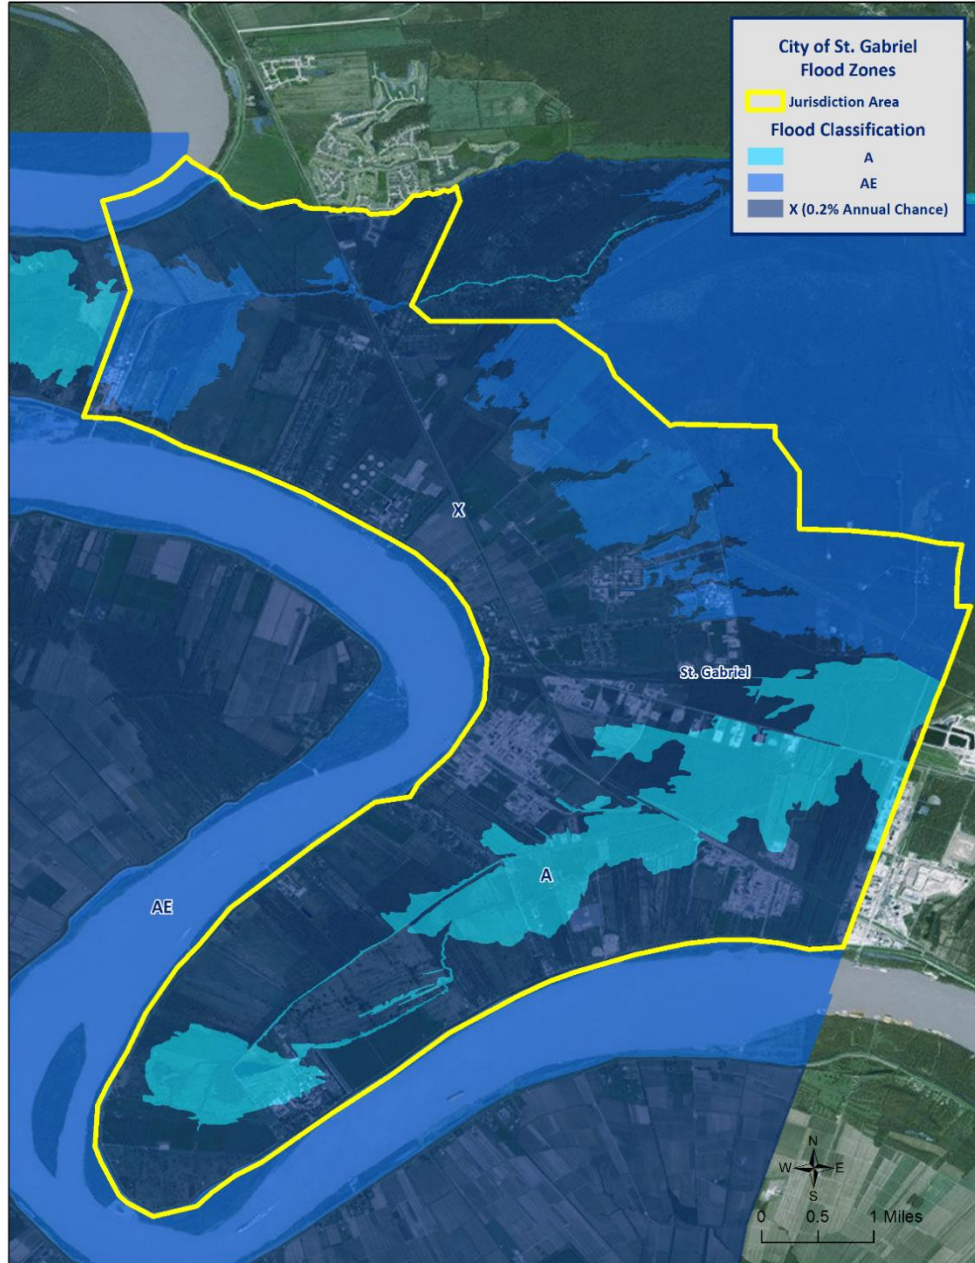 City of St. Gabriel
Flood Zones
Jurisdiction Area
Flood Classification
A
AE
X (0.2% Annual Chance)
X
St. Gabriel
A
AE
N
W E
S
0 0.5 1 Miles